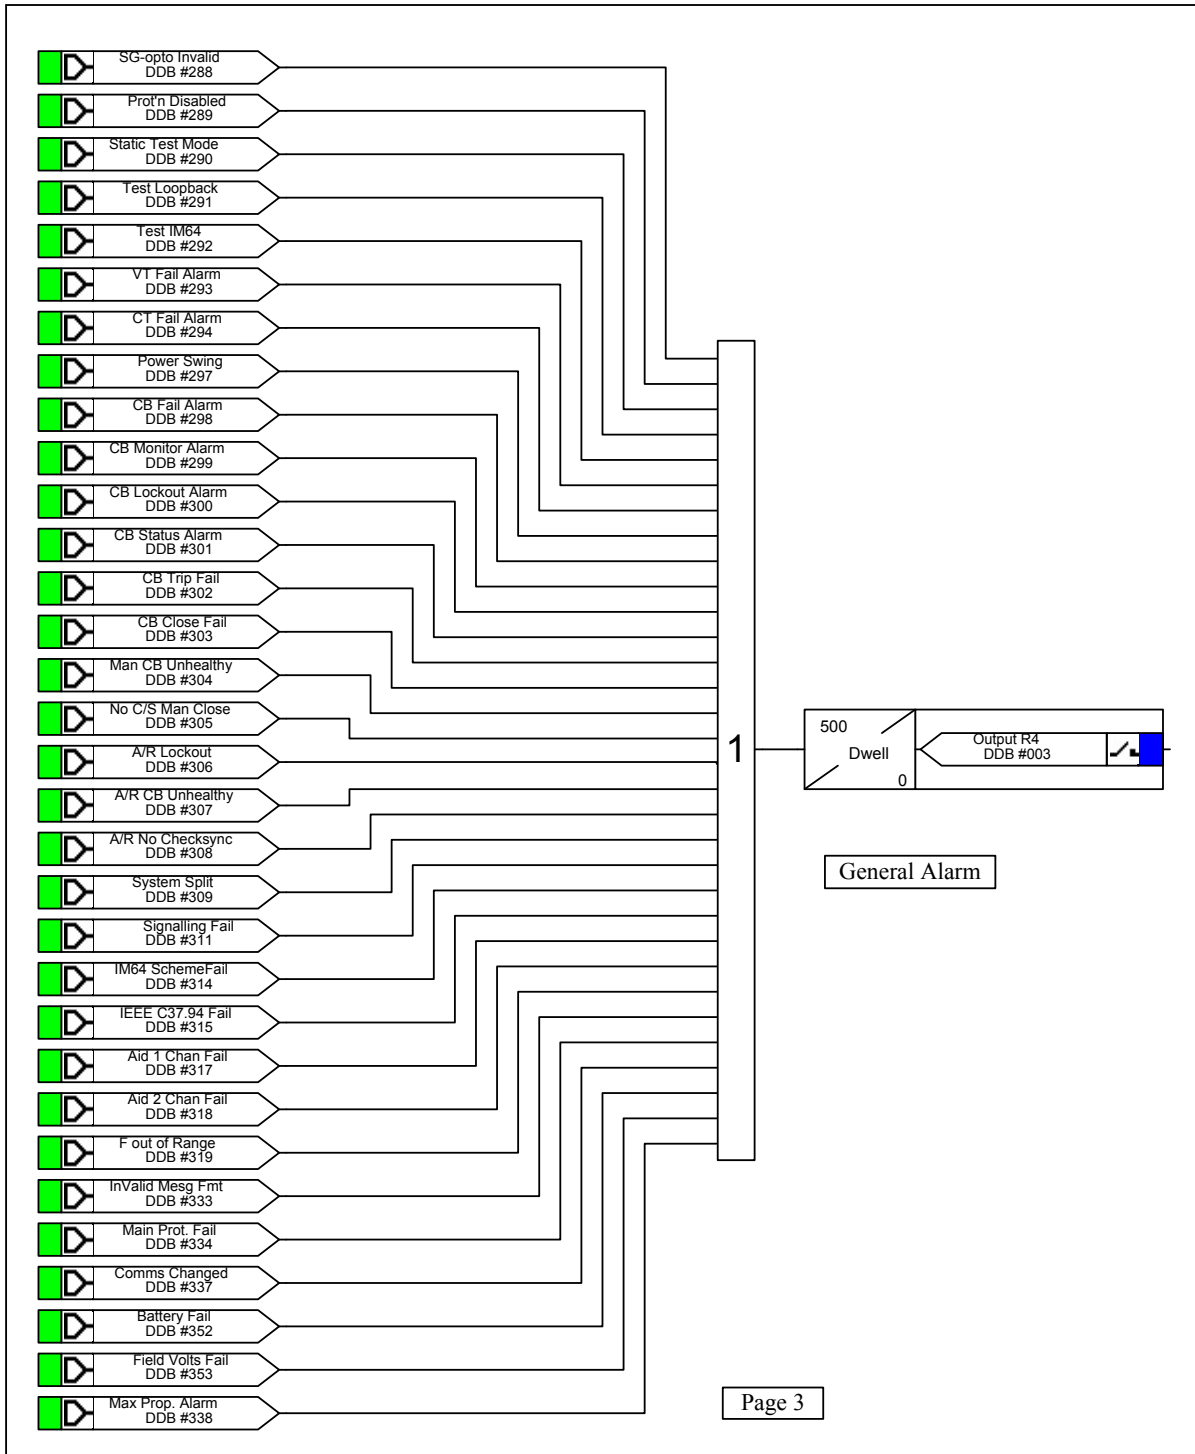 SG-opto Invalid
DDB #288
Prot'n Disabled
DDB #289
Static Test Mode
DDB #290
Test Loopback
DDB #291
Test IM64
DDB #292
VT Fail Alarm
DDB #293
CT Fail Alarm
DDB #294
Power Swing
DDB #297
CB Fail Alarm
DDB #298
CB Monitor Alarm
DDB #299
CB Lockout Alarm
DDB #300
CB Status Alarm
DDB #301
CB Trip Fail
DDB #302
CB Close Fail
DDB #303
Man CB Unhealthy
DDB #304
No C/S Man Close
DDB #305
A/R Lockout
DDB #306
A/R CB Unhealthy
DDB #307
A/R No Checksync
DDB #308
System Split
DDB #309
Signalling Fail
DDB #311
IM64 SchemeFail
DDB #314
IEEE C37.94 Fail
DDB #315
Aid 1 Chan Fail
DDB #317
Aid 2 Chan Fail
DDB #318
F out of Range
DDB #319
InValid Mesg Fmt
DDB #333
Main Prot. Fail
DDB #334
Comms Changed
DDB #337
Battery Fail
DDB #352
Field Volts Fail
DDB #353
Max Prop. Alarm
DDB #338
1
500
Dwell
0
Output R4
DDB #003
General Alarm
Page 3